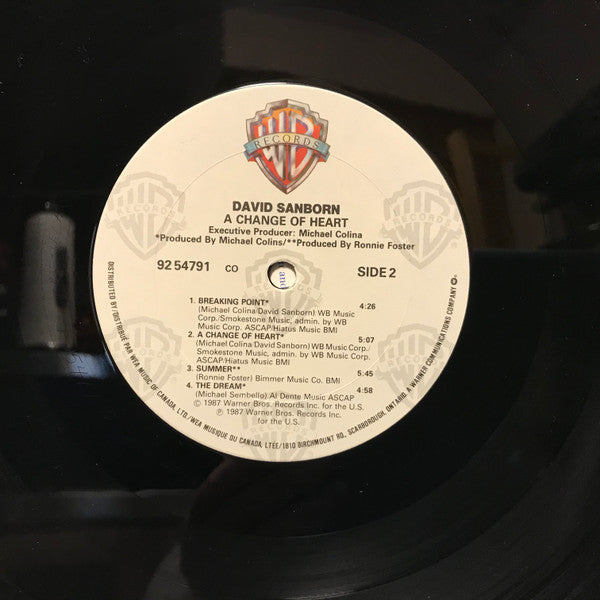 WB
RECORDS
DAVID SANBORN
A CHANGE OF HEART
Executive Producer: Michael Colina
*Produced By Michael Colins/**Produced By Ronnie Foster
92 54791 CO SIDE 2
1. BREAKING POINT* 4:26
(Michael Colina/David Sanborn) WB Music
Corp./Smokestone Music, admin. by WB
Music Corp. ASCAP/Hiatus Music BMI
2. A CHANGE OF HEART* 5:07
(Michael Colina David Sanborn) WB Music Corp./
Smokestone Music, admin. by WB Music Corp.
ASCAP/Hiatus Music BMI
3. SUMMER** 5:45
(Ronnie Foster) Bimmer Music Co. BMI
4. THE DREAM* 4:58
(Michael Sembello) Al Dente Music ASCAP
© 1987 Warner Bros. Records Inc. for the U.S.
℗ 1987 Warner Bros. Records Inc.
for the U.S.
DISTRIBUTED BY/DISTRIBUÉ PAR WEA MUSIC OF CANADA, LTD./WEA MUSIQUE DU CANADA, LTÉE/1810 BIRCHMOUNT RD., SCARBOROUGH, ONTARIO. A WARNER COMMUNICATIONS COMPANY